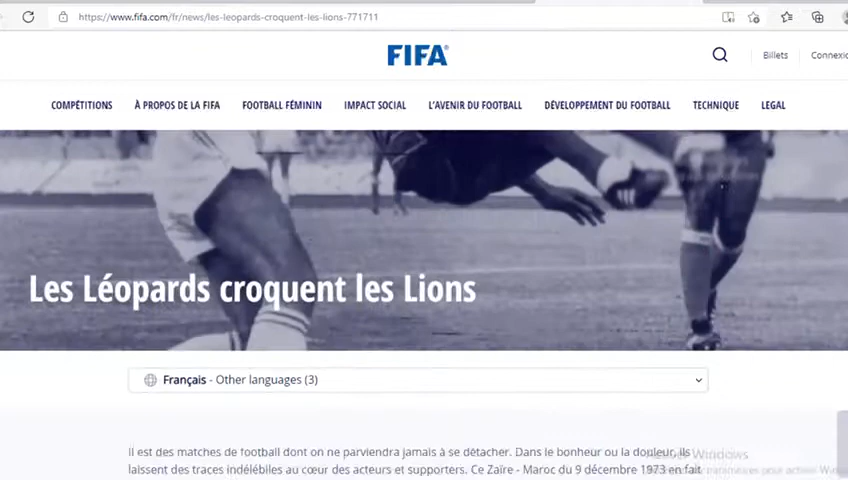 https://www.fifa.com/fr/news/les-leopards-croquent-les-lions-771711
FIFA®
Billets
Connexio
COMPÉTITIONS À PROPOS DE LA FIFA FOOTBALL FÉMININ IMPACT SOCIAL L'AVENIR DU FOOTBALL DÉVELOPPEMENT DU FOOTBALL TECHNIQUE LEGAL
Les Léopards croquent les Lions
Français - Other languages (3)
Il est des matches de football dont on ne parviendra jamais à se détacher. Dans le bonheur ou la douleur, ils
laissent des traces indélébiles au cœur des acteurs et supporters. Ce Zaïre - Maroc du 9 décembre 1973 en fait
Windows